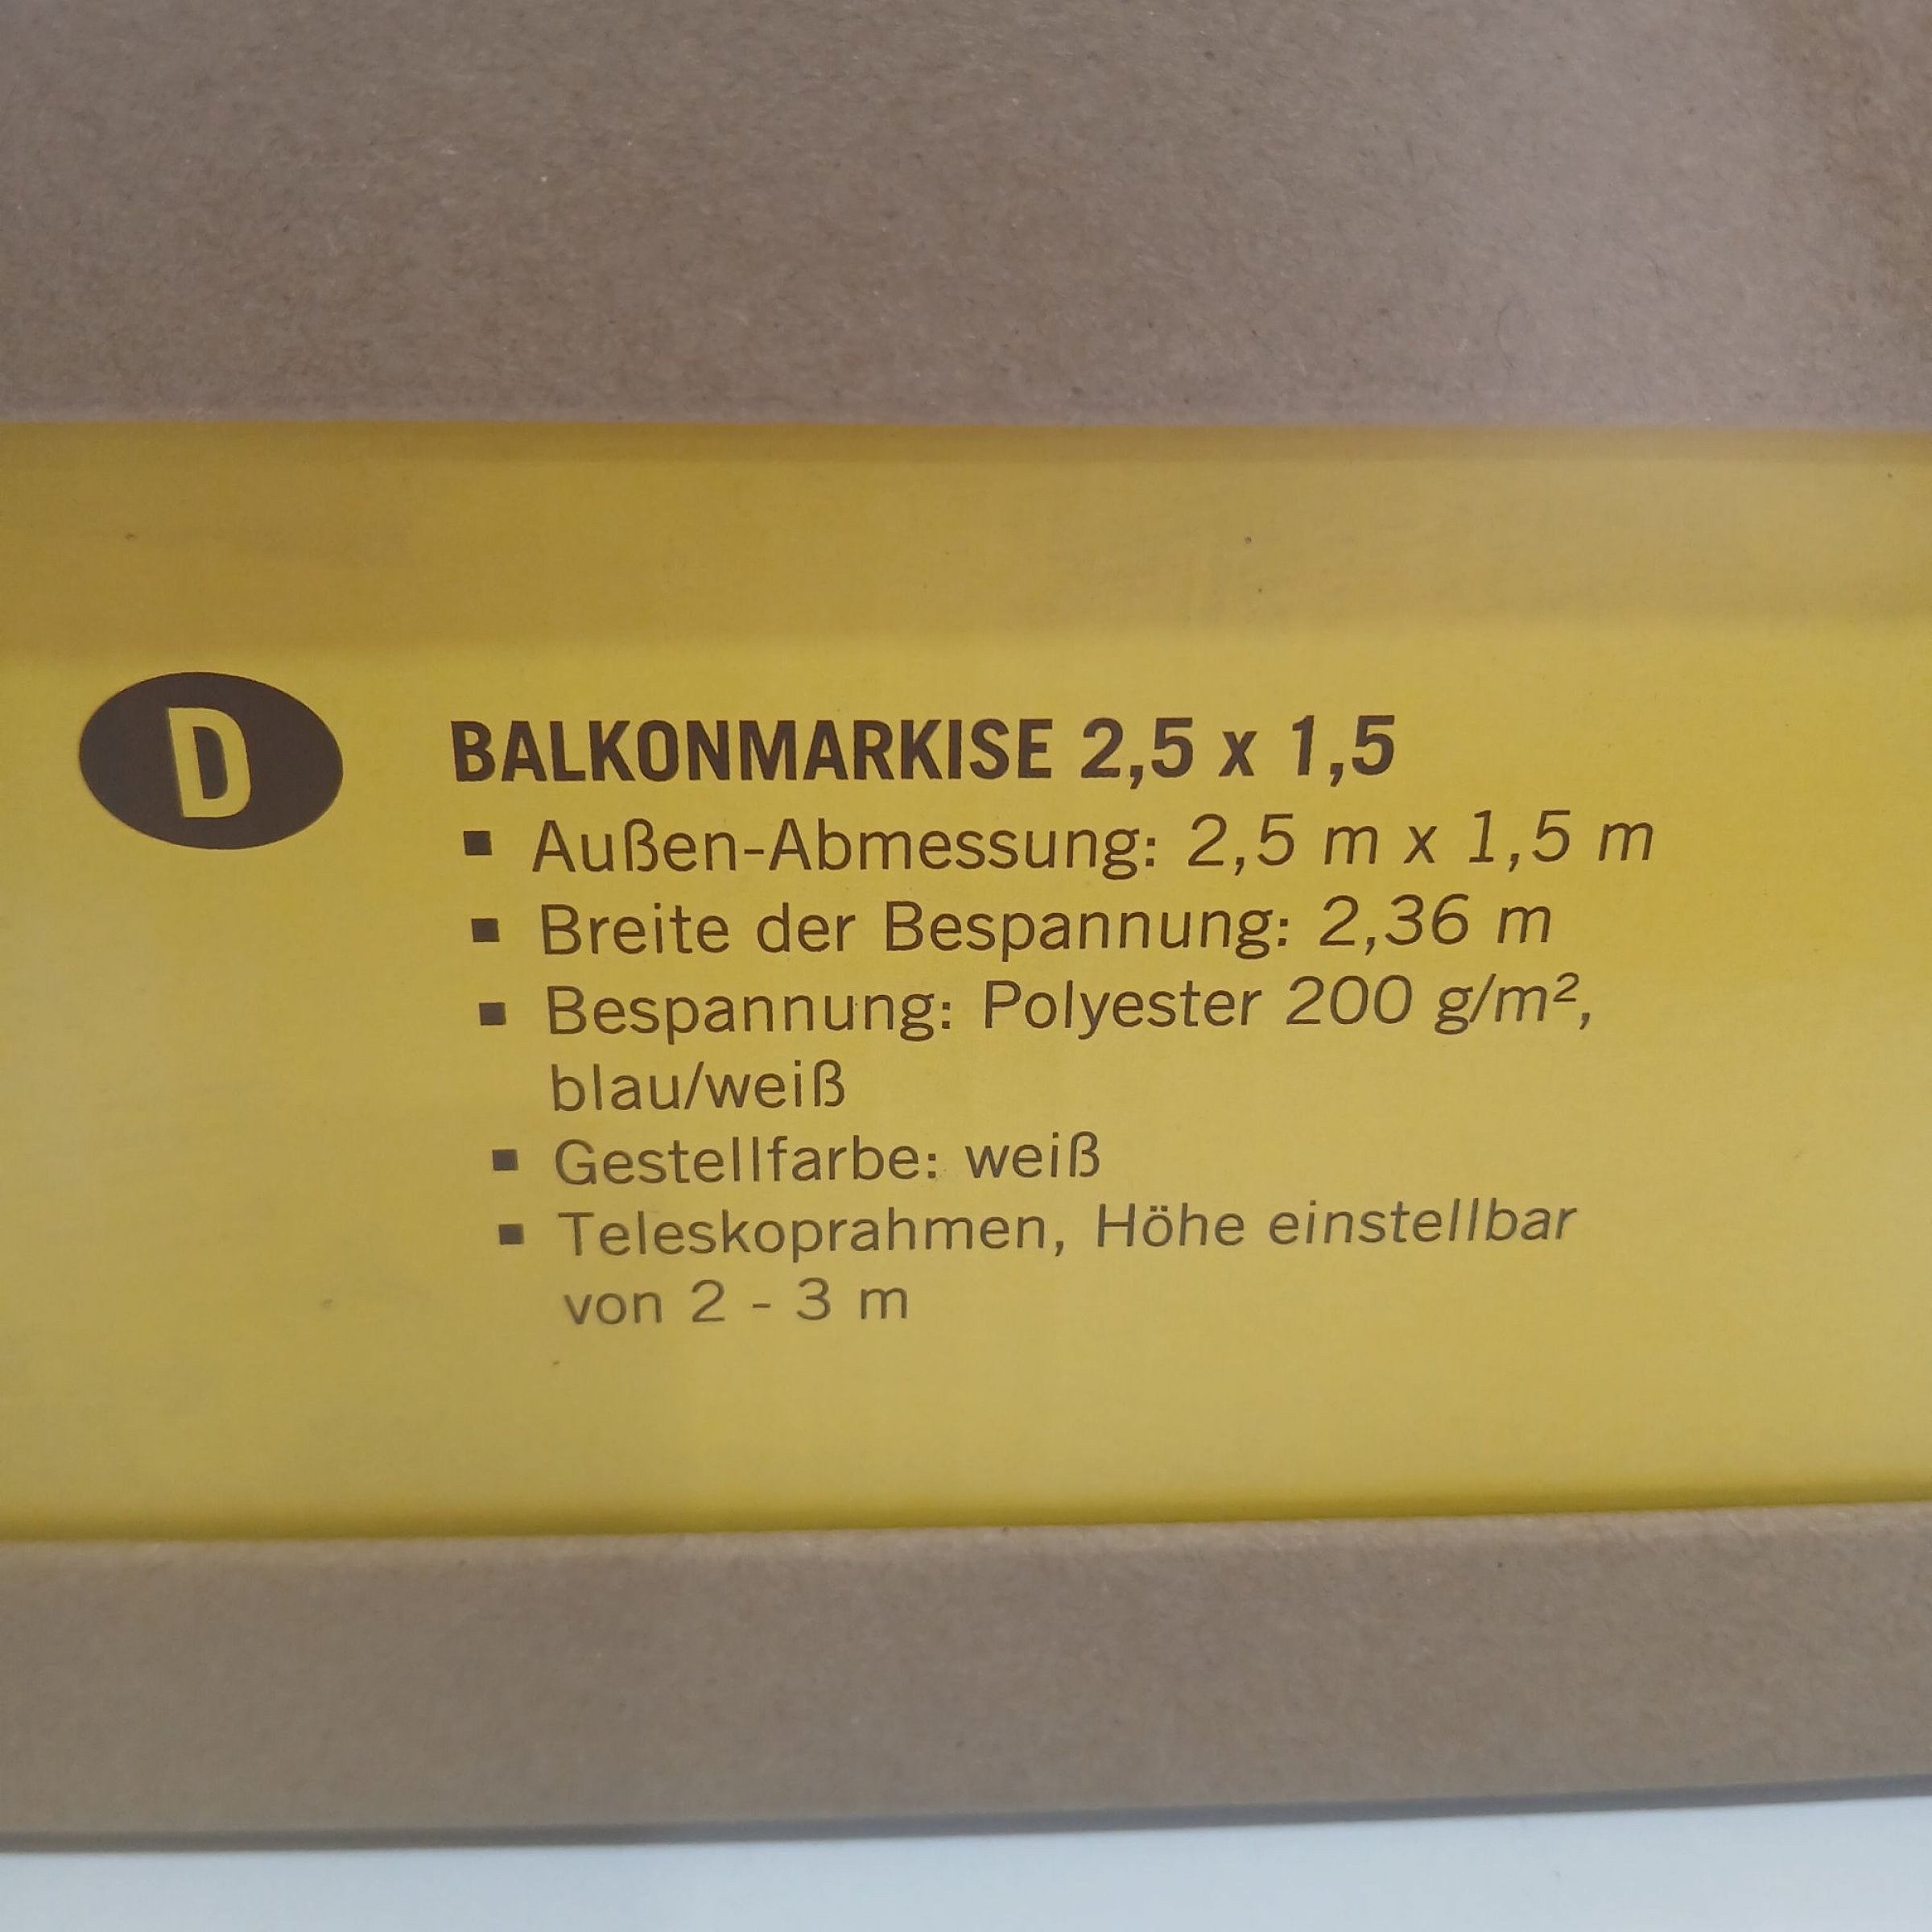 D
BALKONMARKISE 2,5 x 1,5
▪ Außen-Abmessung: 2,5 m x 1,5 m
▪ Breite der Bespannung: 2,36 m
▪ Bespannung: Polyester 200 g/m²,
blau/weiß
▪ Gestellfarbe: weiß
▪ Teleskoprahmen, Höhe einstellbar
von 2 - 3 m